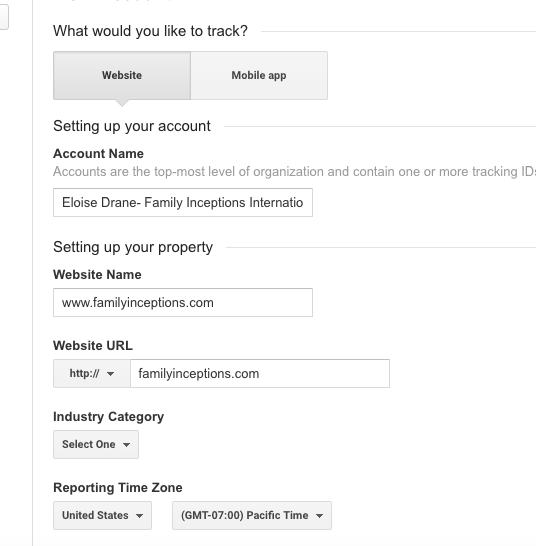 What would you like to track?
Website
Mobile app
Setting up your account
Account Name
Accounts are the top-most level of organization and contain one or more tracking IDs
Eloise Drane- Family Inceptions Internatio
Setting up your property
Website Name
www.familyinceptions.com
Website URL
http://
familyinceptions.com
Industry Category
Select One
Reporting Time Zone
United States
(GMT-07:00) Pacific Time